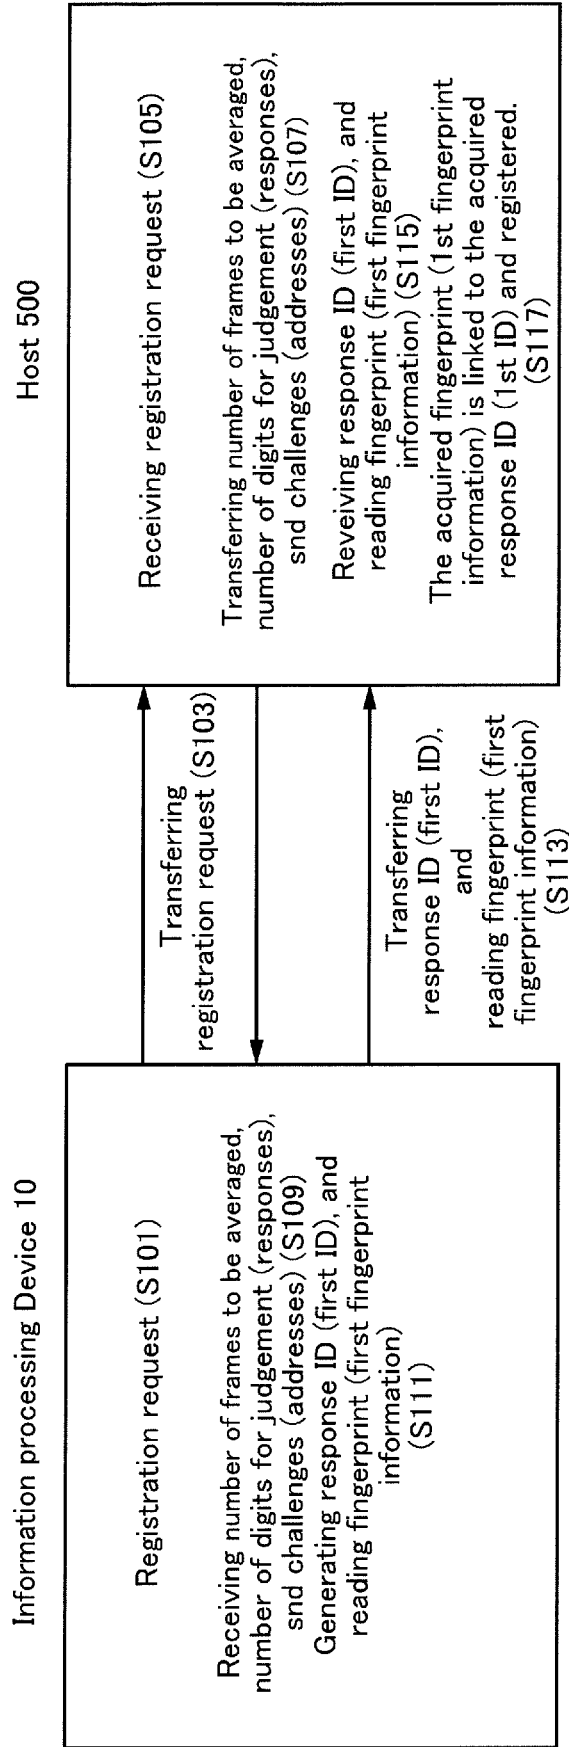 Information processing Device 10
Registration request (S101)
Receiving number of frames to be averaged,
number of digits for judgement (responses),
snd challenges (addresses) (S109)
Generating response ID (first ID), and
reading fingerprint (first fingerprint
information)
(S111)
Transferring
registration request (S103)
Transferring
response ID (first ID),
and
reading fingerprint (first
fingerprint information)
(S113)
Host 500
Receiving registration request (S105)
Transferring number of frames to be averaged,
number of digits for judgement (responses),
snd challenges (addresses) (S107)
Reveiving response ID (first ID), and
reading fingerprint (first fingerprint
information) (S115)
The acquired fingerprint (1st fingerprint
information) is linked to the acquired
response ID (1st ID) and registered.
(S117)